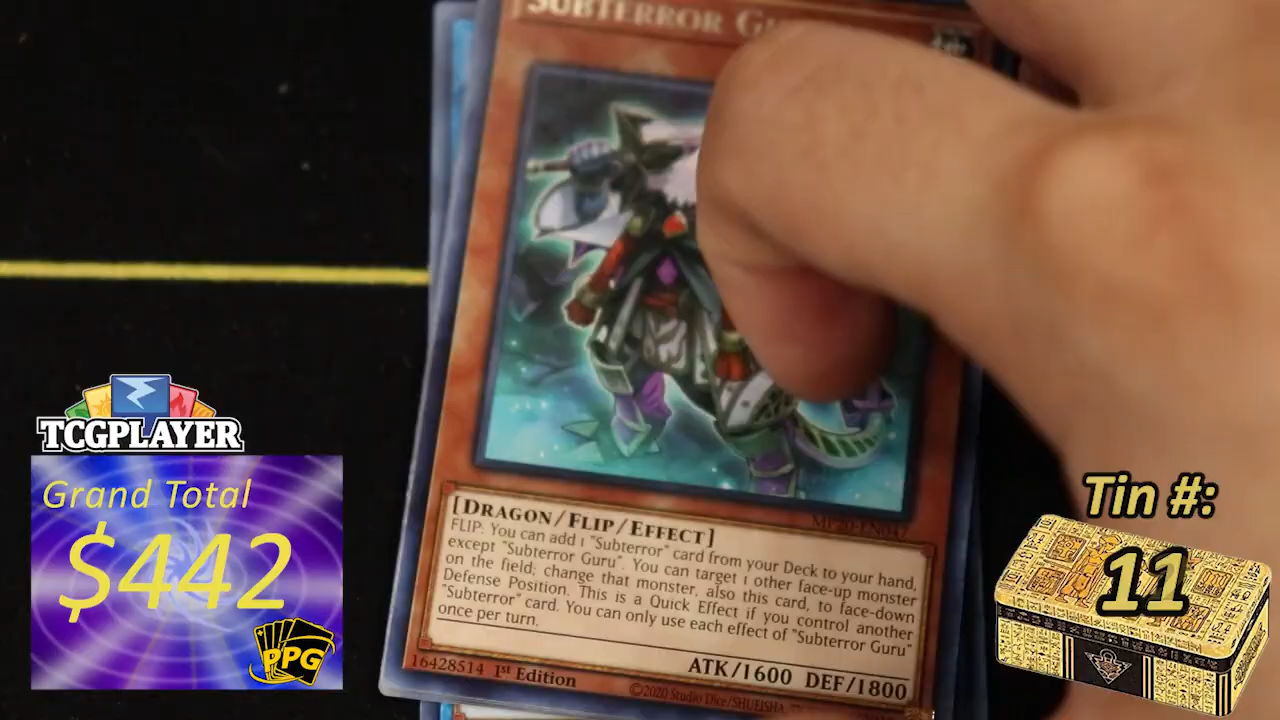 SUBTERROR
MP20-EN047
[DRAGON/FLIP/EFFECT]
FLIP: You can add 1 "Subterror" card from your Deck to your hand,
except "Subterror Guru". You can target 1 other face-up monster
on the field; change that monster, also this card, to face-down
Defense Position. This is a Quick Effect if you control another
"Subterror" card. You can only use each effect of "Subterror Guru"
once per turn.
ATK/1600 DEF/1800
16428514 1st Edition
©2020 Studio Dice/SHUEISHA,
TCGPLAYER
Grand Total
$442
PPG
Tin #:
11